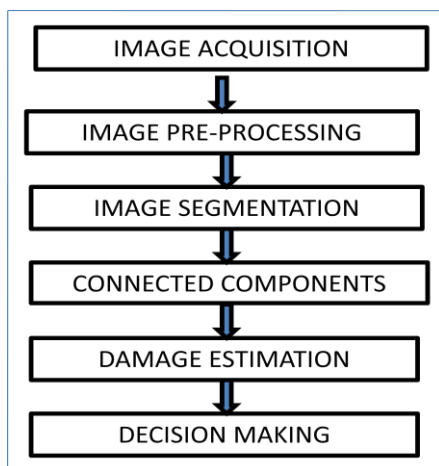 IMAGE ACQUISITION
IMAGE PRE-PROCESSING
IMAGE SEGMENTATION
CONNECTED COMPONENTS
DAMAGE ESTIMATION
DECISION MAKING